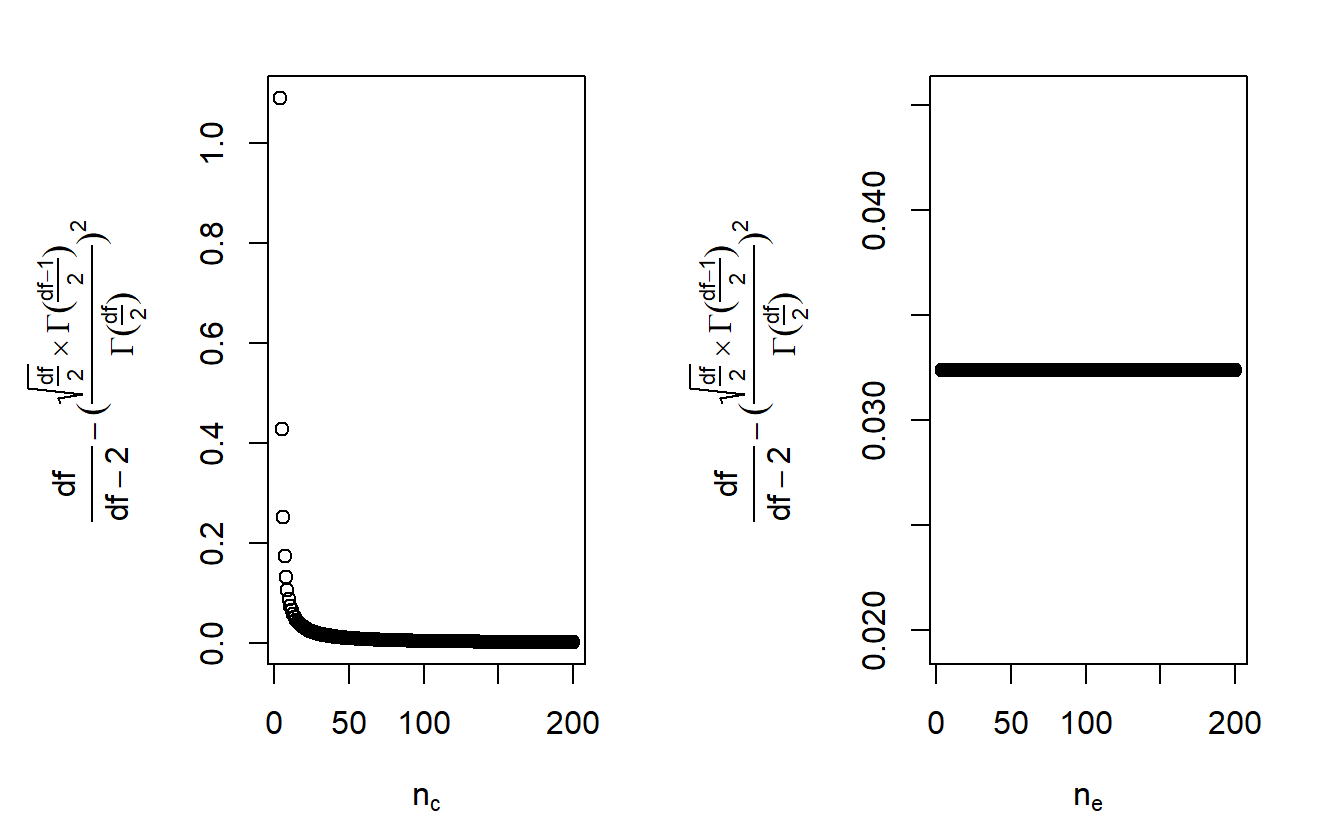 df/(df−2) − (√(df/2) × Γ((df−1)/2) / Γ(df/2))²
1.0
0.8
0.6
0.4
0.2
0.0
0 50 100 200
n_c
df/(df−2) − (√(df/2) × Γ((df−1)/2) / Γ(df/2))²
0.040
0.030
0.020
0 50 100 200
n_e